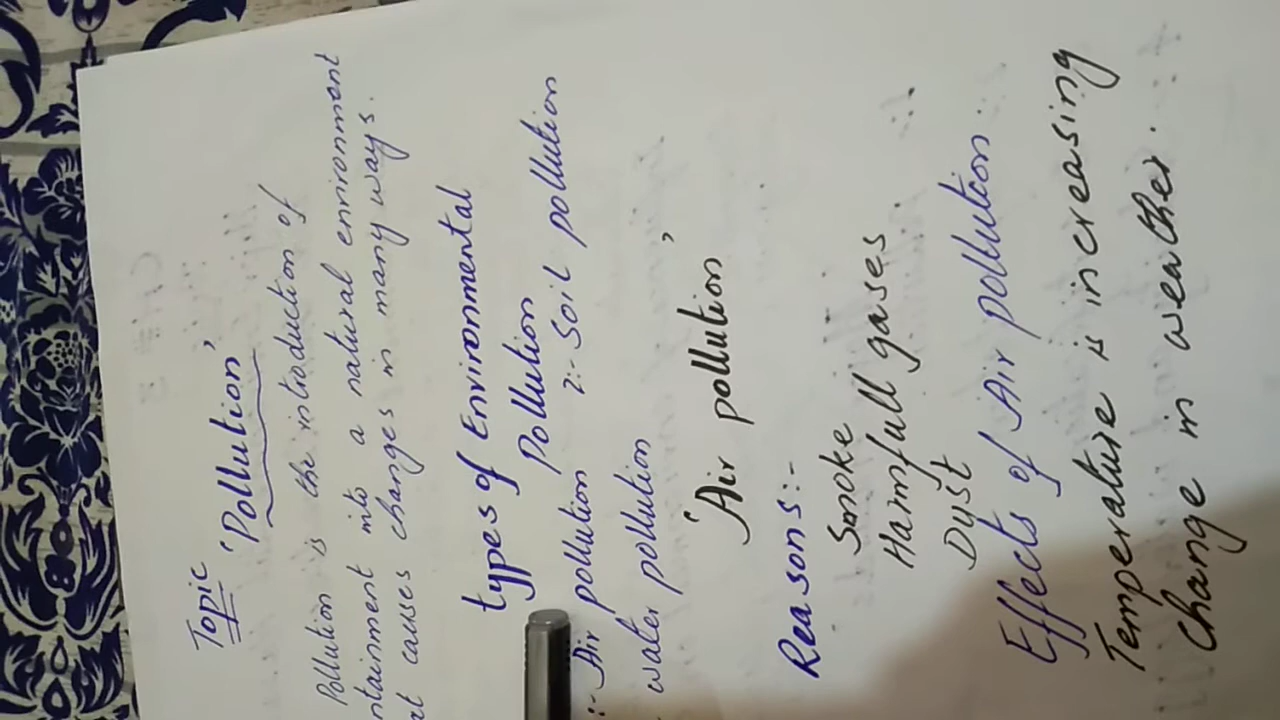 Topic
'Pollution'
Pollution is the introduction of
ntainment into a natural environment
at causes changes in many ways.
types of Environmental
Pollution
:- Air pollution 2:- Soil pollution
water pollution
'Air pollution'
Reasons:-
Smoke
Harmfull gases
Dust
Effects of Air pollution.
Temperature is increasing
Change in weather.